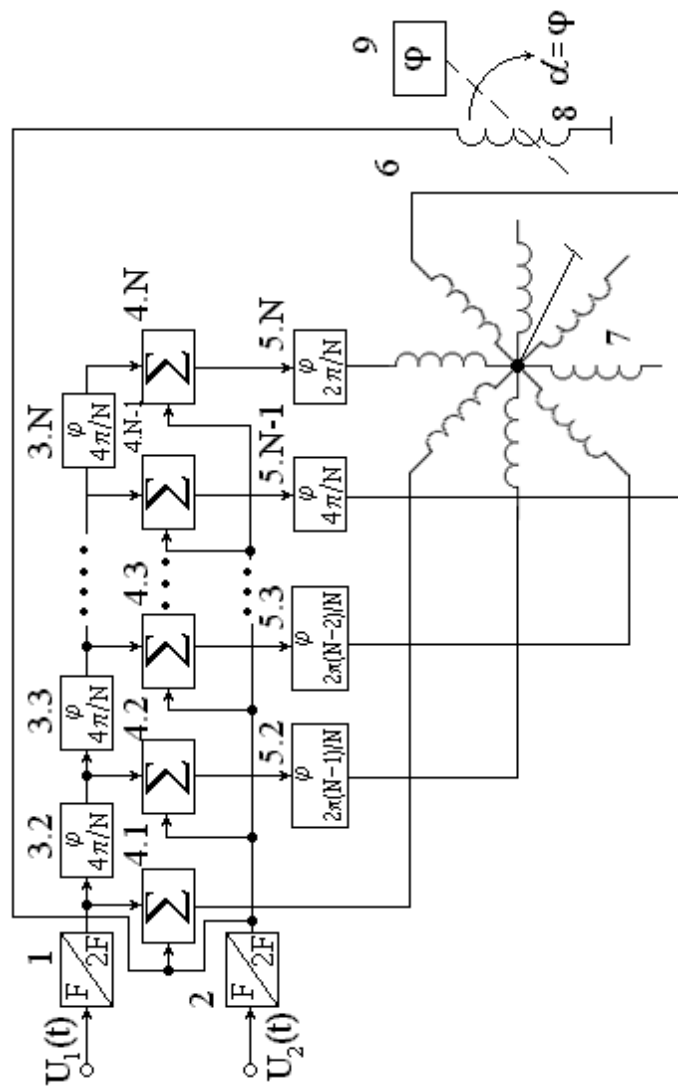 1
F
2F
U₁(t)
3.2
φ
4π/N
3.3
φ
4π/N
3.N
φ
4π/N
4.1
Σ
4.2
Σ
4.3
Σ
4.N-1
Σ
4.N
Σ
2
F
2F
U₂(t)
5.2
φ
2π(N−1)/N
5.3
φ
2π(N−2)/N
5.N-1
φ
4π/N
5.N
φ
2π/N
6
7
8
9
φ
α=φ